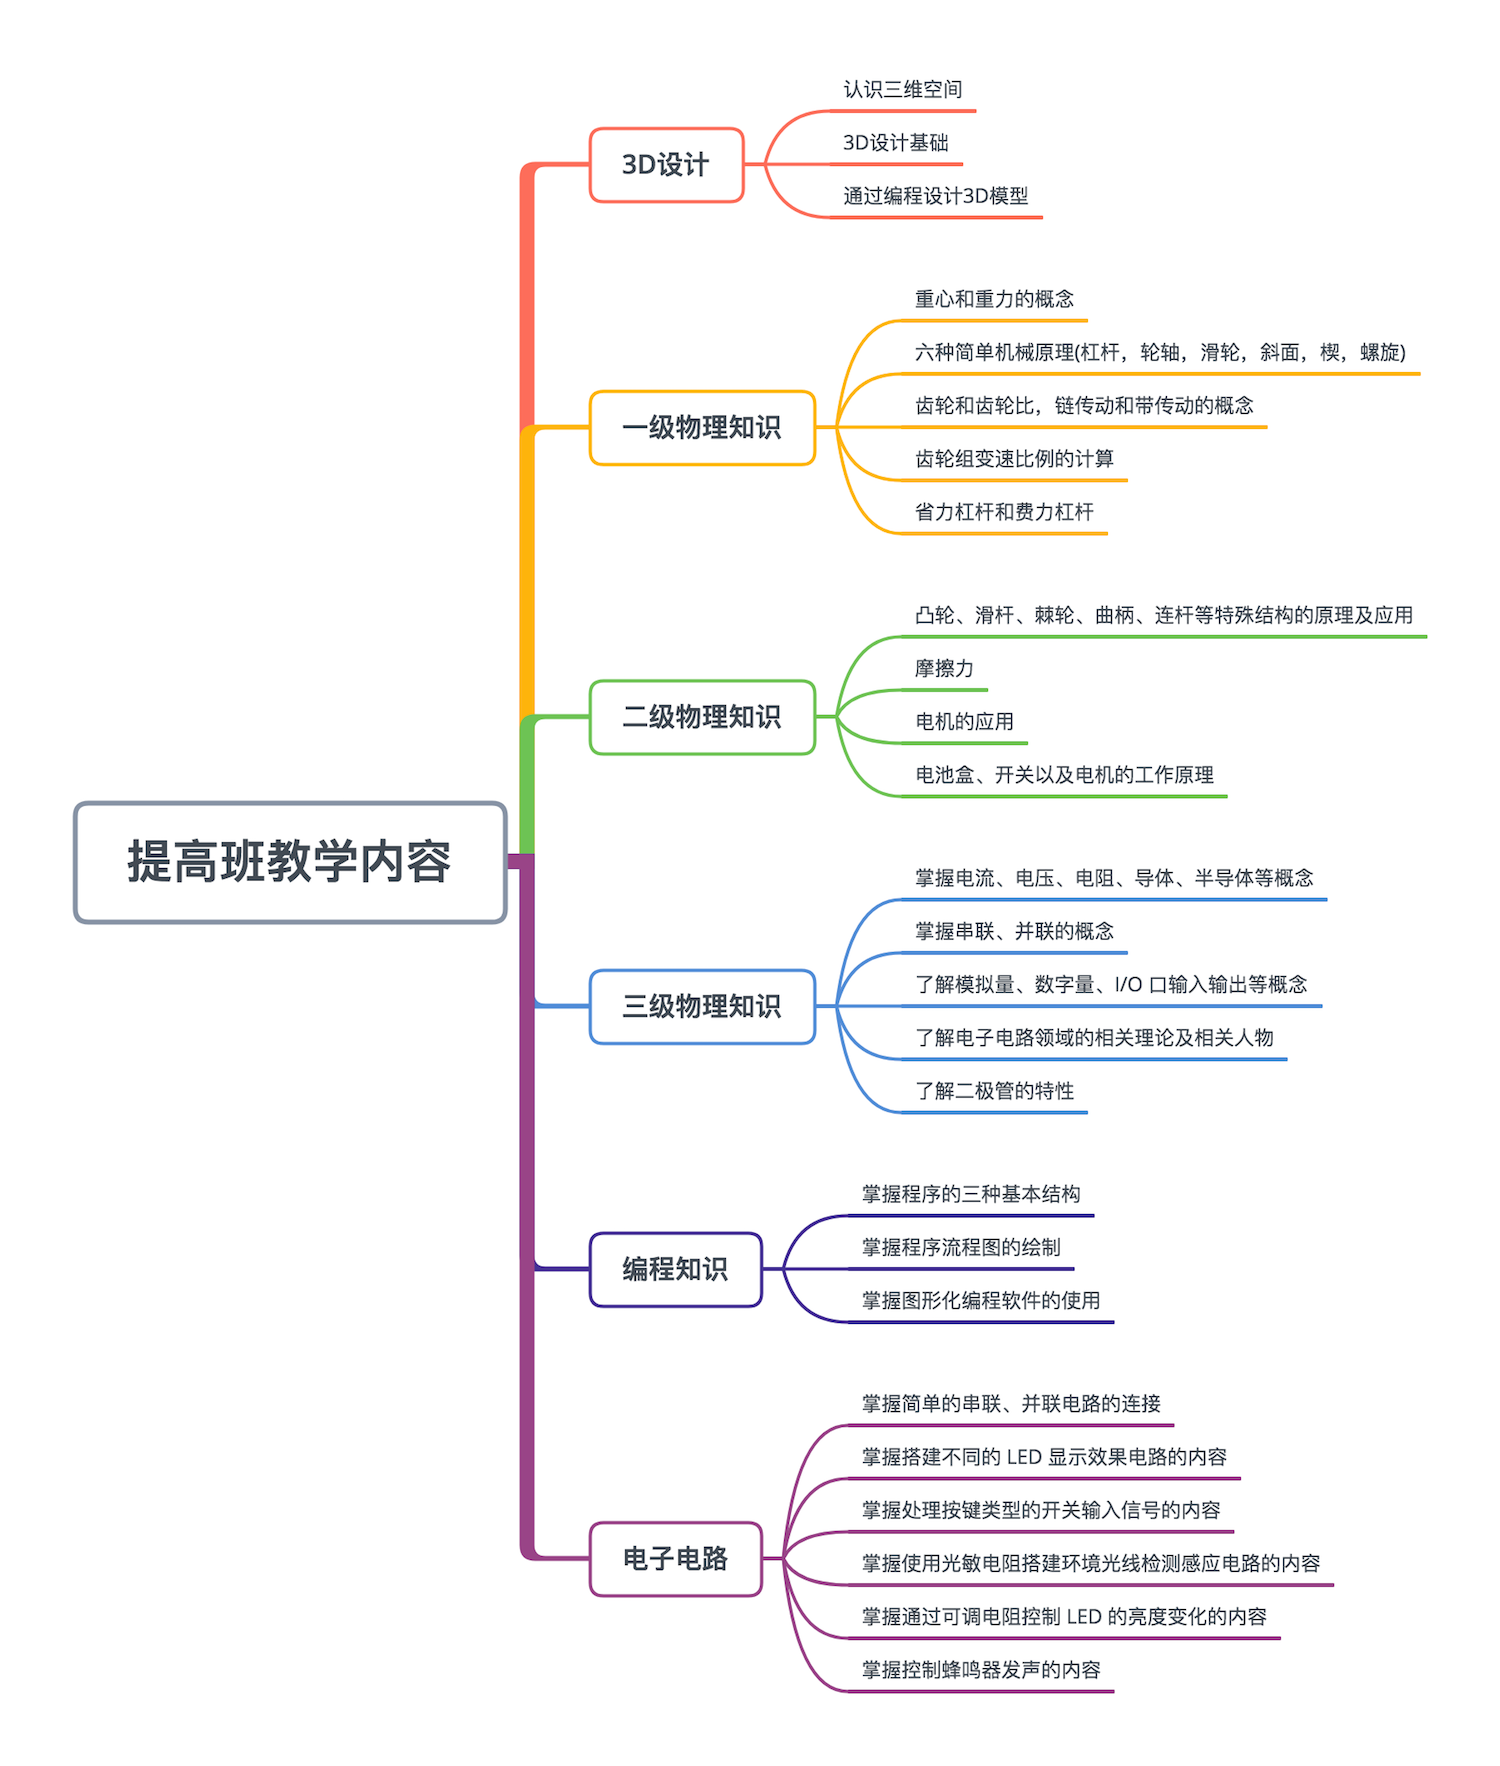 认识三维空间
3D设计基础
3D设计
通过编程设计3D模型
重心和重力的概念
六种简单机械原理(杠杆，轮轴，滑轮，斜面，楔，螺旋)
齿轮和齿轮比，链传动和带传动的概念
一级物理知识
齿轮组变速比例的计算
省力杠杆和费力杠杆
凸轮、滑杆、棘轮、曲柄、连杆等特殊结构的原理及应用
摩擦力
二级物理知识
电机的应用
电池盒、开关以及电机的工作原理
提高班教学内容
掌握电流、电压、电阻、导体、半导体等概念
掌握串联、并联的概念
了解模拟量、数字量、I/O 口输入输出等概念
三级物理知识
了解电子电路领域的相关理论及相关人物
了解二极管的特性
掌握程序的三种基本结构
掌握程序流程图的绘制
编程知识
掌握图形化编程软件的使用
掌握简单的串联、并联电路的连接
掌握搭建不同的 LED 显示效果电路的内容
掌握处理按键类型的开关输入信号的内容
电子电路
掌握使用光敏电阻搭建环境光线检测感应电路的内容
掌握通过可调电阻控制 LED 的亮度变化的内容
掌握控制蜂鸣器发声的内容